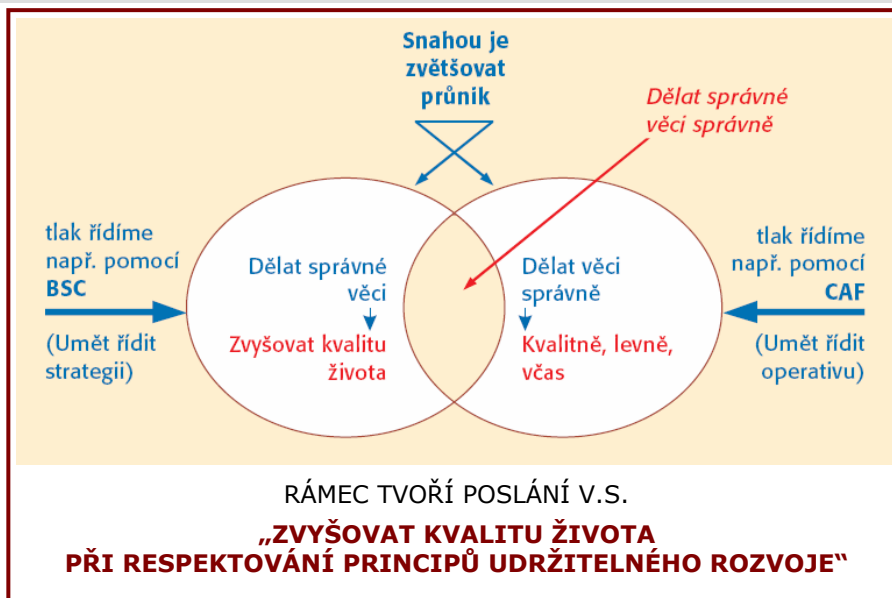 Snahou je
zvětšovat
průnik
Dělat správné
věci správně
tlak řídíme
např. pomocí
BSC
(Umět řídit
strategii)
Dělat správné
věci
Zvyšovat kvalitu
života
Dělat věci
správně
Kvalitně, levně,
včas
tlak řídíme
např. pomocí
CAF
(Umět řídit
operativu)
RÁMEC TVOŘÍ POSLÁNÍ V.S.
„ZVYŠOVAT KVALITU ŽIVOTA
PŘI RESPEKTOVÁNÍ PRINCIPŮ UDRŽITELNÉHO ROZVOJE“